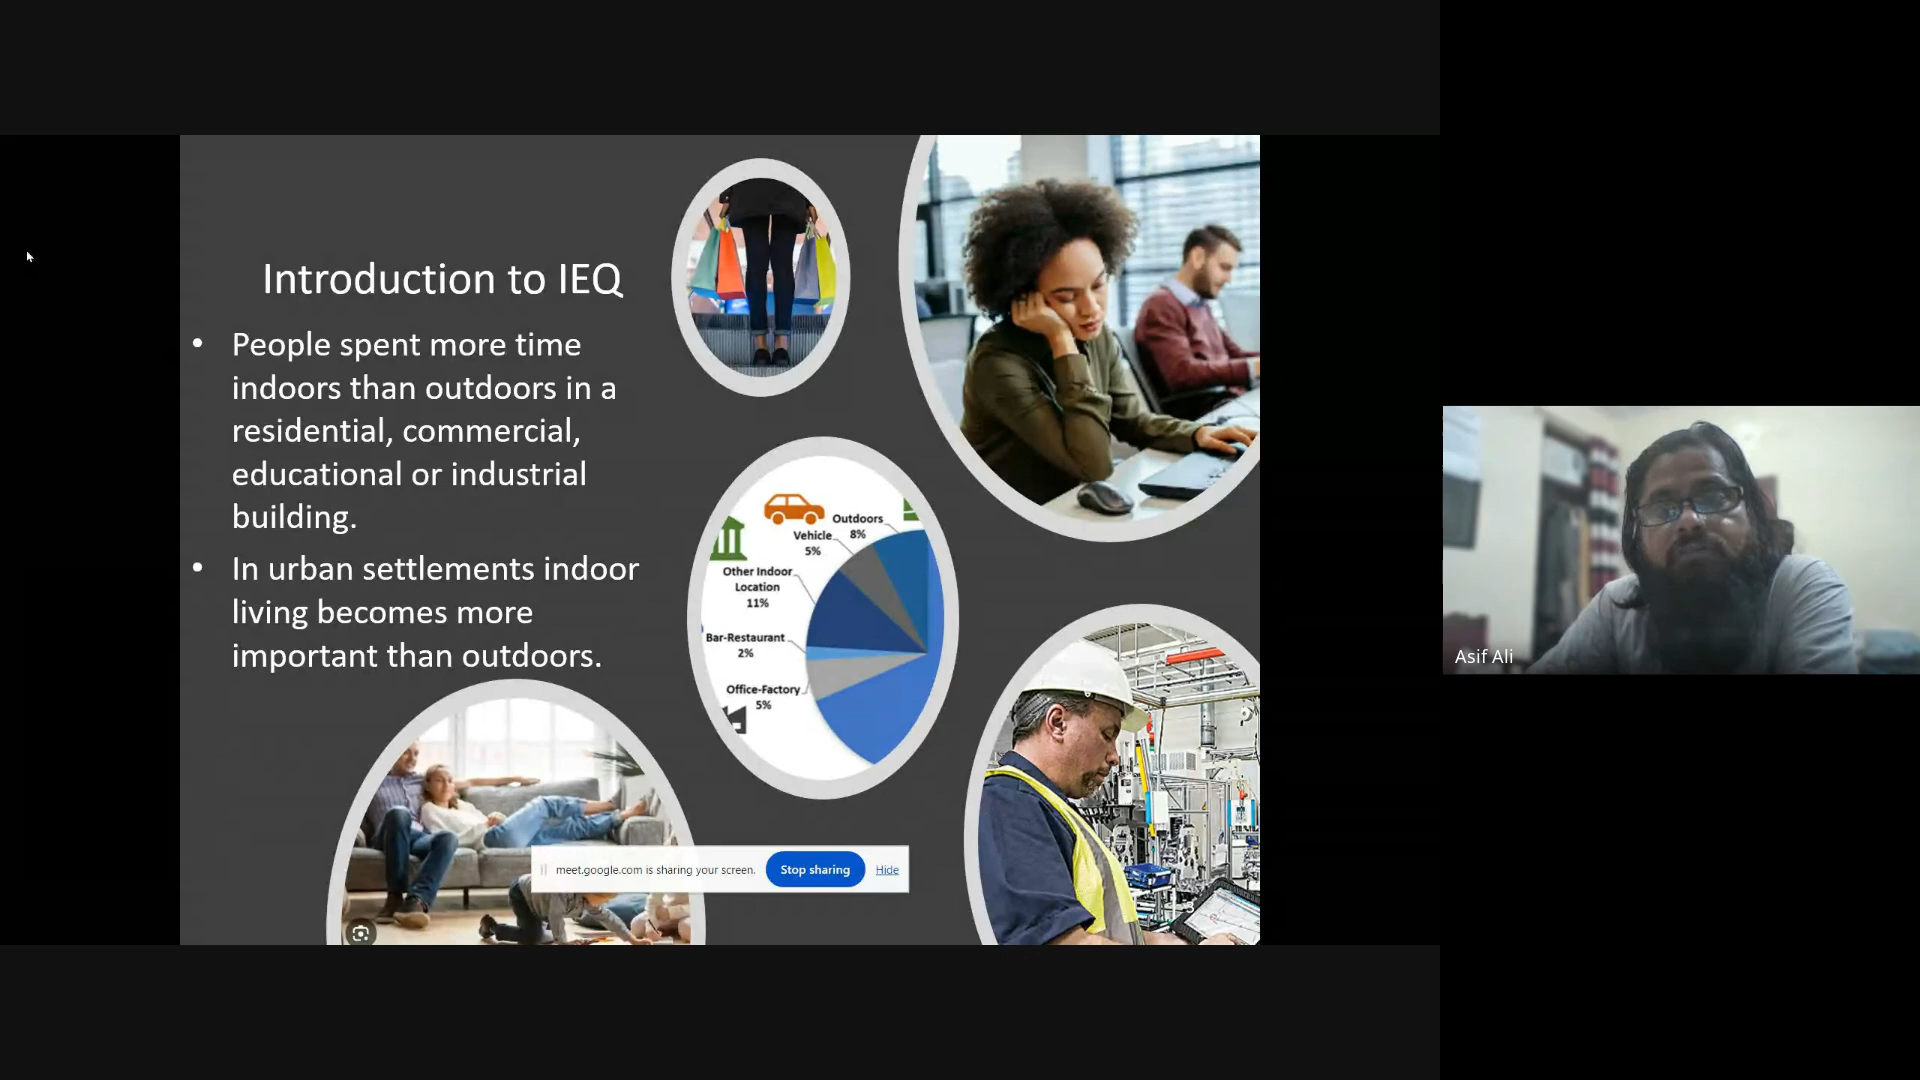 Introduction to IEQ
• People spent more time
indoors than outdoors in a
residential, commercial,
educational or industrial
building.
• In urban settlements indoor
living becomes more
important than outdoors.
Outdoors
8%
Vehicle
5%
Other Indoor
Location
11%
Bar-Restaurant
2%
Office-Factory
5%
meet.google.com is sharing your screen.
Stop sharing
Hide
Asif Ali